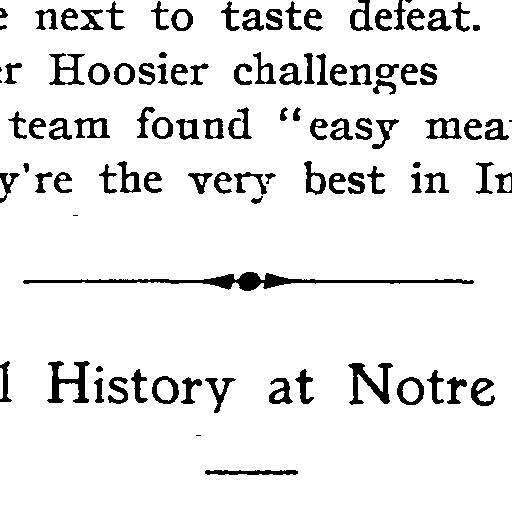 next to taste defeat.
er Hoosier challenges
team found "easy mea
y're the very best in In
l History at Notre